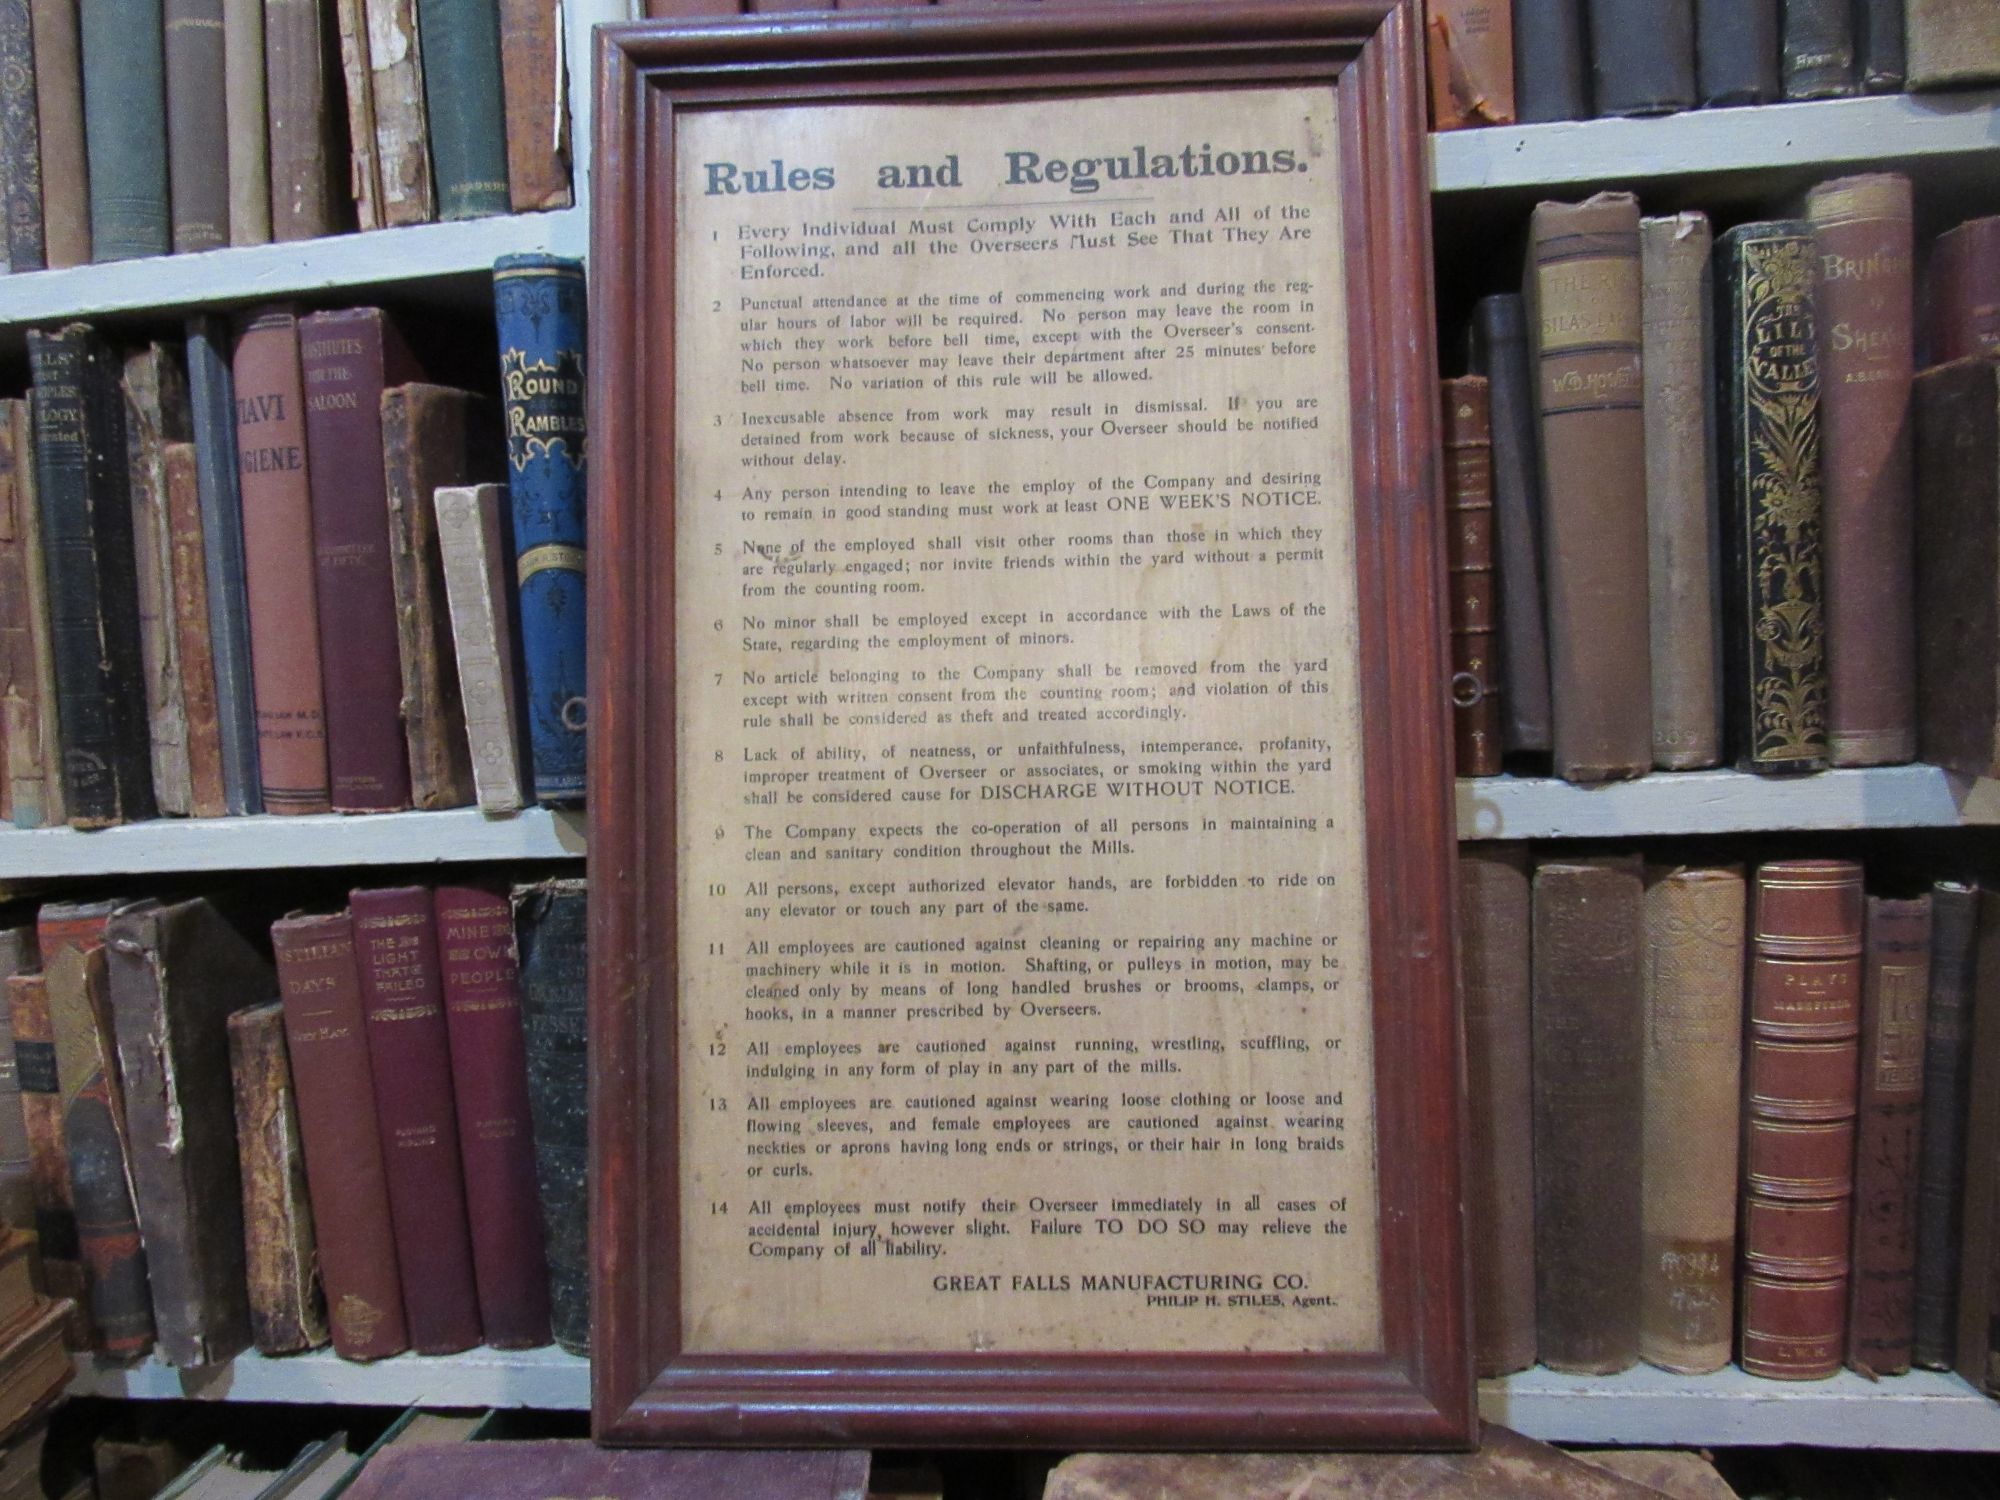 Rules and Regulations.
1 Every Individual Must Comply With Each and All of the
Following, and all the Overseers Must See That They Are
Enforced.
2 Punctual attendance at the time of commencing work and during the reg-
ular hours of labor will be required. No person may leave the room in
which they work before bell time, except with the Overseer's consent.
No person whatsoever may leave their department after 25 minutes before
bell time. No variation of this rule will be allowed.
3 Inexcusable absence from work may result in dismissal. If you are
detained from work because of sickness, your Overseer should be notified
without delay.
4 Any person intending to leave the employ of the Company and desiring
to remain in good standing must work at least ONE WEEK'S NOTICE.
5 None of the employed shall visit other rooms than those in which they
are regularly engaged; nor invite friends within the yard without a permit
from the counting room.
6 No minor shall be employed except in accordance with the Laws of the
State, regarding the employment of minors.
7 No article belonging to the Company shall be removed from the yard
except with written consent from the counting room; and violation of this
rule shall be considered as theft and treated accordingly.
8 Lack of ability, of neatness, or unfaithfulness, intemperance, profanity,
improper treatment of Overseer or associates, or smoking within the yard
shall be considered cause for DISCHARGE WITHOUT NOTICE.
9 The Company expects the co-operation of all persons in maintaining a
clean and sanitary condition throughout the Mills.
10 All persons, except authorized elevator hands, are forbidden to ride on
any elevator or touch any part of the same.
11 All employees are cautioned against cleaning or repairing any machine or
machinery while it is in motion. Shafting, or pulleys in motion, may be
cleaned only by means of long handled brushes or brooms, clamps, or
hooks, in a manner prescribed by Overseers.
12 All employees are cautioned against running, wrestling, scuffling, or
indulging in any form of play in any part of the mills.
13 All employees are cautioned against wearing loose clothing or loose and
flowing sleeves, and female employees are cautioned against wearing
neckties or aprons having long ends or strings, or their hair in long braids
or curls.
14 All employees must notify their Overseer immediately in all cases of
accidental injury, however slight. Failure TO DO SO may relieve the
Company of all liability.
GREAT FALLS MANUFACTURING CO.
PHILIP H. STILES, Agent.
ROUND
RAMBLES
SALOON
THE
LIGHT
THAT
FAILED
MINE
OWN
PEOPLE
DAYS
THE
LILY
OF THE
VALLEY
PLAYS
MASEFIELD
L. W. H.